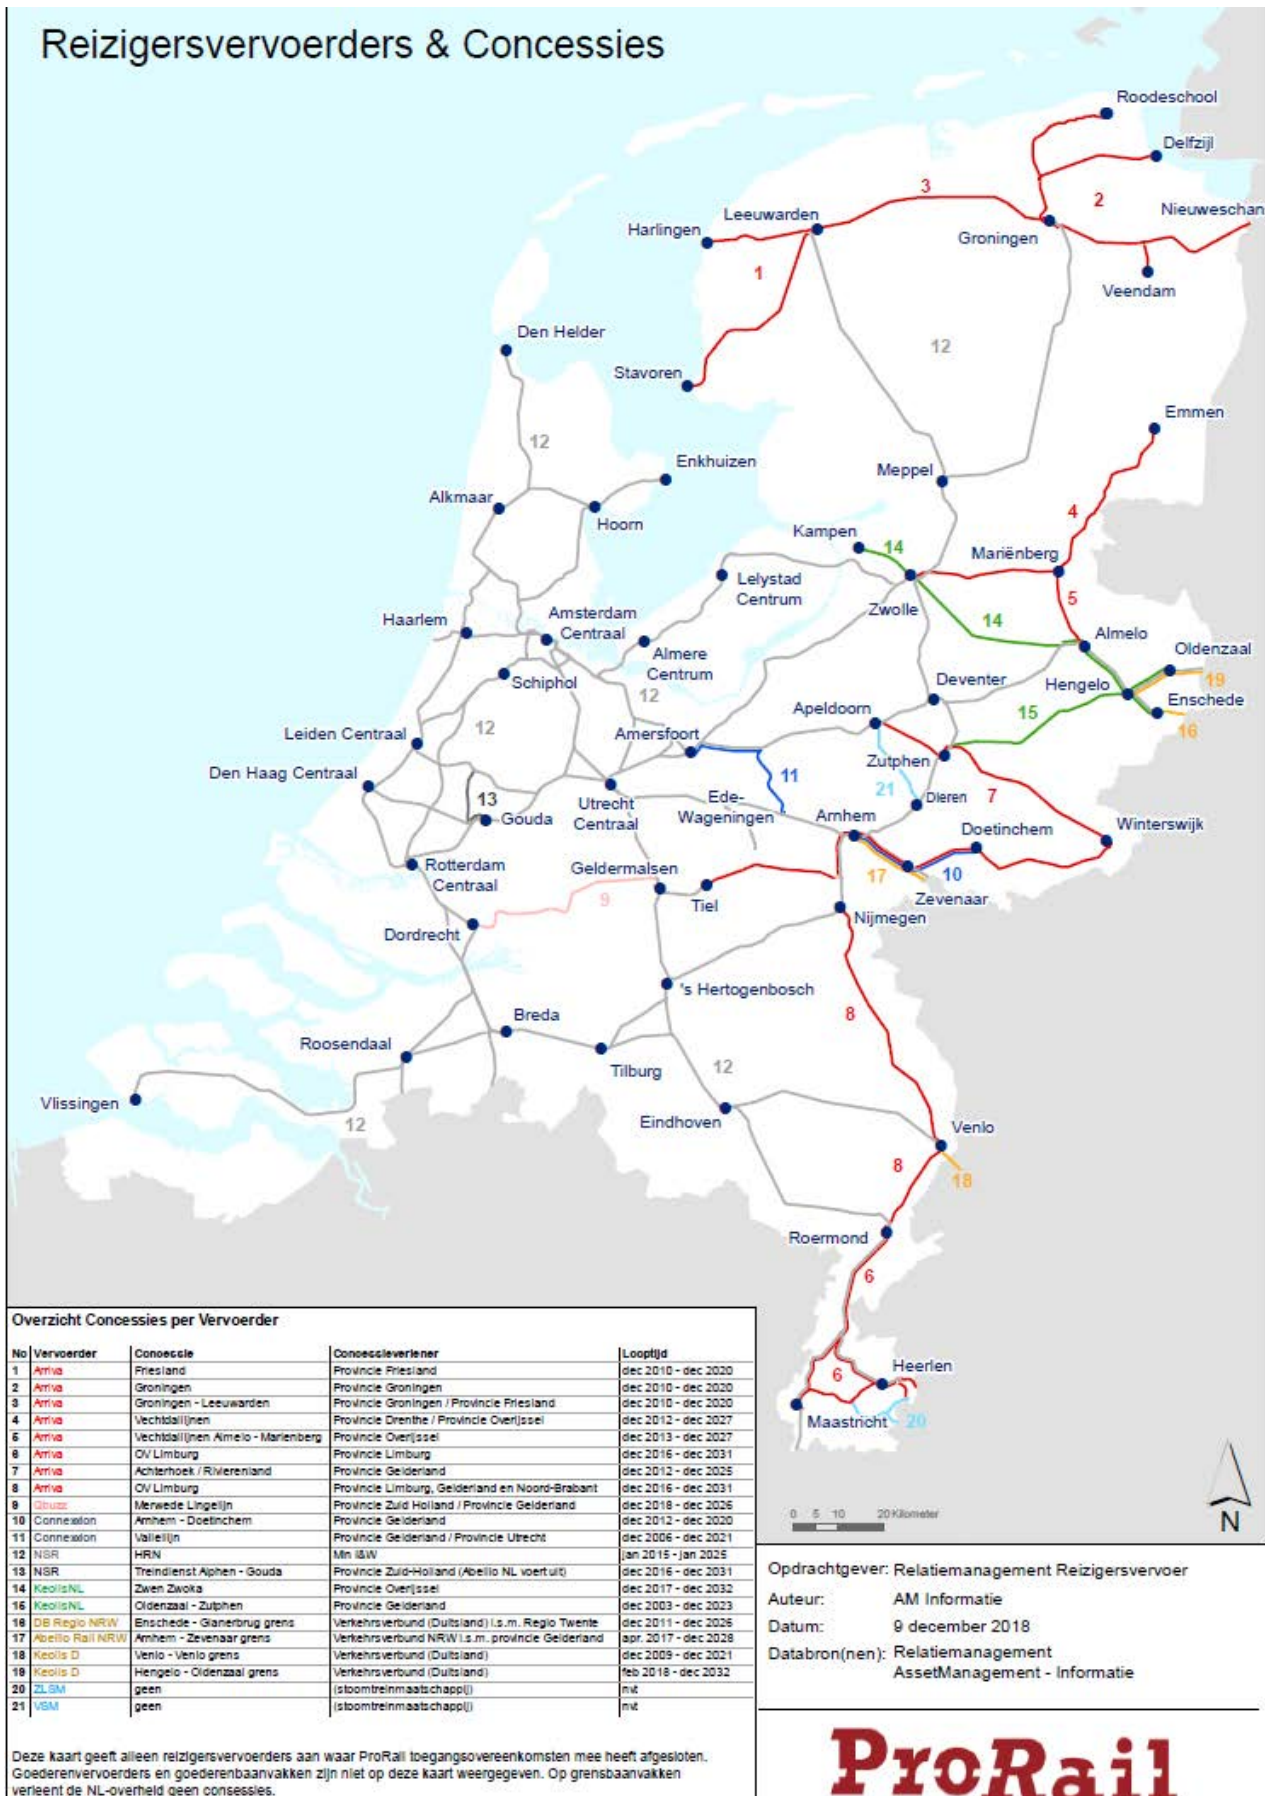 Reizigersvervoerders & Concessies
Roodeschool
Delfzijl
3
2
Nieuweschan
Leeuwarden
Harlingen
Groningen
1
Veendam
Den Helder
12
Stavoren
Emmen
12
Enkhuizen
Meppel
Alkmaar
4
Hoorn
Kampen
14
Mariënberg
Lelystad
Centrum
Zwolle
5
14
Haarlem
Amsterdam
Centraal
Almelo
Oldenzaal
Almere
Centrum
Schiphol
Deventer
Hengelo
19
12
Enschede
Apeldoorn
15
12
Leiden Centraal
Amersfoort
16
Den Haag Centraal
11
Zutphen
21
13
Utrecht
Centraal
Ede-
Wageningen
Dieren
7
Gouda
Arnhem
Doetinchem
Winterswijk
Rotterdam
Centraal
Geldermalsen
17
10
9
Tiel
Zevenaar
Nijmegen
Dordrecht
's Hertogenbosch
Breda
8
Roosendaal
Tilburg
12
Vlissingen
12
Eindhoven
Venlo
8
18
Roermond
6
Heerlen
6
Maastricht
20
Overzicht Concessies per Vervoerder
No Vervoerder Concessie Concessieverlener Looptijd
1 Arriva Friesland Provincie Friesland dec 2010 - dec 2020
2 Arriva Groningen Provincie Groningen dec 2010 - dec 2020
3 Arriva Groningen - Leeuwarden Provincie Groningen / Provincie Friesland dec 2010 - dec 2020
4 Arriva Vechtdallijnen Provincie Drenthe / Provincie Overijssel dec 2012 - dec 2027
5 Arriva Vechtdallijnen Almelo - Marienberg Provincie Overijssel dec 2013 - dec 2027
6 Arriva OV Limburg Provincie Limburg dec 2016 - dec 2031
7 Arriva Achterhoek / Rivierenland Provincie Gelderland dec 2012 - dec 2025
8 Arriva OV Limburg Provincie Limburg, Gelderland en Noord-Brabant dec 2016 - dec 2031
9 Qbuzz Merwede Lingelijn Provincie Zuid Holland / Provincie Gelderland dec 2018 - dec 2026
10 Connexxion Arnhem - Doetinchem Provincie Gelderland dec 2012 - dec 2020
11 Connexxion Valleilijn Provincie Gelderland / Provincie Utrecht dec 2006 - dec 2021
12 NSR HRN Min I&W jan 2015 - jan 2025
13 NSR Treindienst Alphen - Gouda Provincie Zuid-Holland (Abellio NL voert uit) dec 2016 - dec 2031
14 KeolisNL Zwen Zwoka Provincie Overijssel dec 2017 - dec 2032
15 KeolisNL Oldenzaal - Zutphen Provincie Gelderland dec 2003 - dec 2023
16 DB Regio NRW Enschede - Glanerbrug grens Verkehrsverbund (Duitsland) i.s.m. Regio Twente dec 2011 - dec 2026
17 Abellio Rail NRW Arnhem - Zevenaar grens Verkehrsverbund NRW i.s.m. provincie Gelderland apr. 2017 - dec 2028
18 Keolis D Venlo - Venlo grens Verkehrsverbund (Duitsland) dec 2009 - dec 2021
19 Keolis D Hengelo - Oldenzaal grens Verkehrsverbund (Duitsland) feb 2018 - dec 2032
20 ZLSM geen (stoomtreinmaatschappij) nvt
21 VSM geen (stoomtreinmaatschappij) nvt
Deze kaart geeft alleen reizigersvervoerders aan waar ProRail toegangsovereenkomsten mee heeft afgesloten.
Goederenvervoerders en goederenbaanvakken zijn niet op deze kaart weergegeven. Op grensbaanvakken
verleent de NL-overheid geen consessies.
0 5 10 20 Kilometer
N
Opdrachtgever: Relatiemanagement Reizigersvervoer
Auteur: AM Informatie
Datum: 9 december 2018
Databron(nen): Relatiemanagement
AssetManagement - Informatie
ProRail